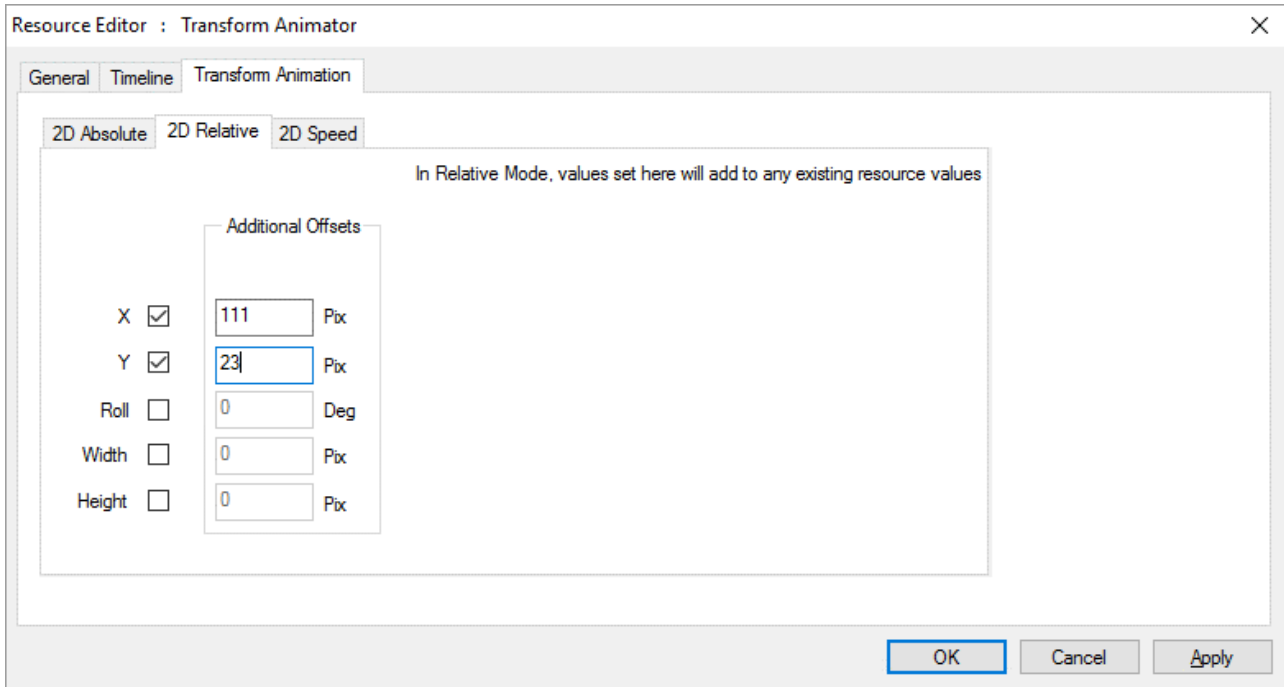 Resource Editor : Transform Animator
General Timeline Transform Animation
2D Absolute 2D Relative 2D Speed
In Relative Mode, values set here will add to any existing resource values
Additional Offsets
X 111 Pix
Y 23 Pix
Roll 0 Deg
Width 0 Pix
Height 0 Pix
OK Cancel Apply